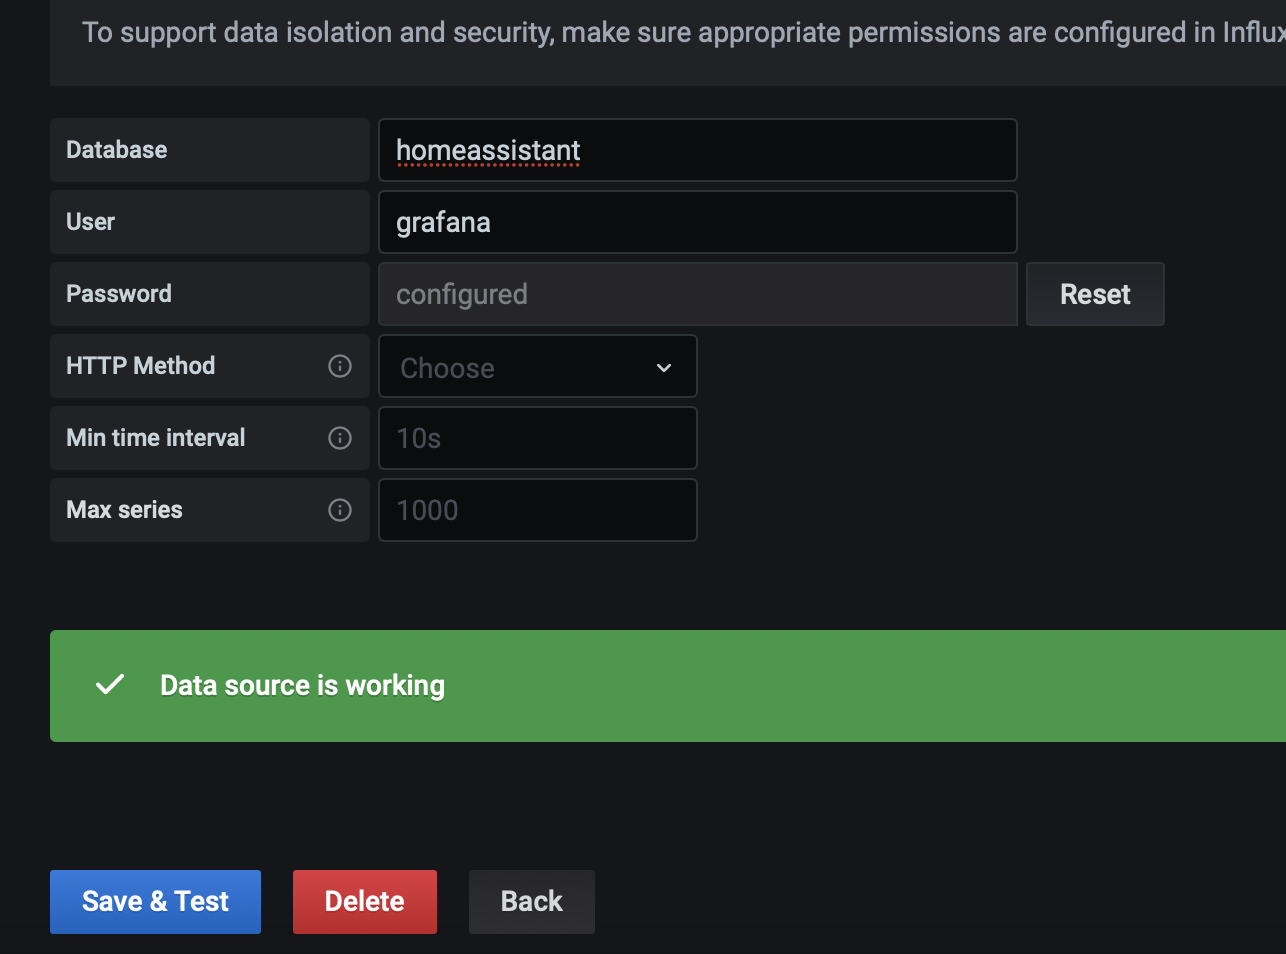 To support data isolation and security, make sure appropriate permissions are configured in Influx
Database homeassistant
User grafana
Password configured Reset
HTTP Method Choose
Min time interval 10s
Max series 1000
Data source is working
Save & Test Delete Back